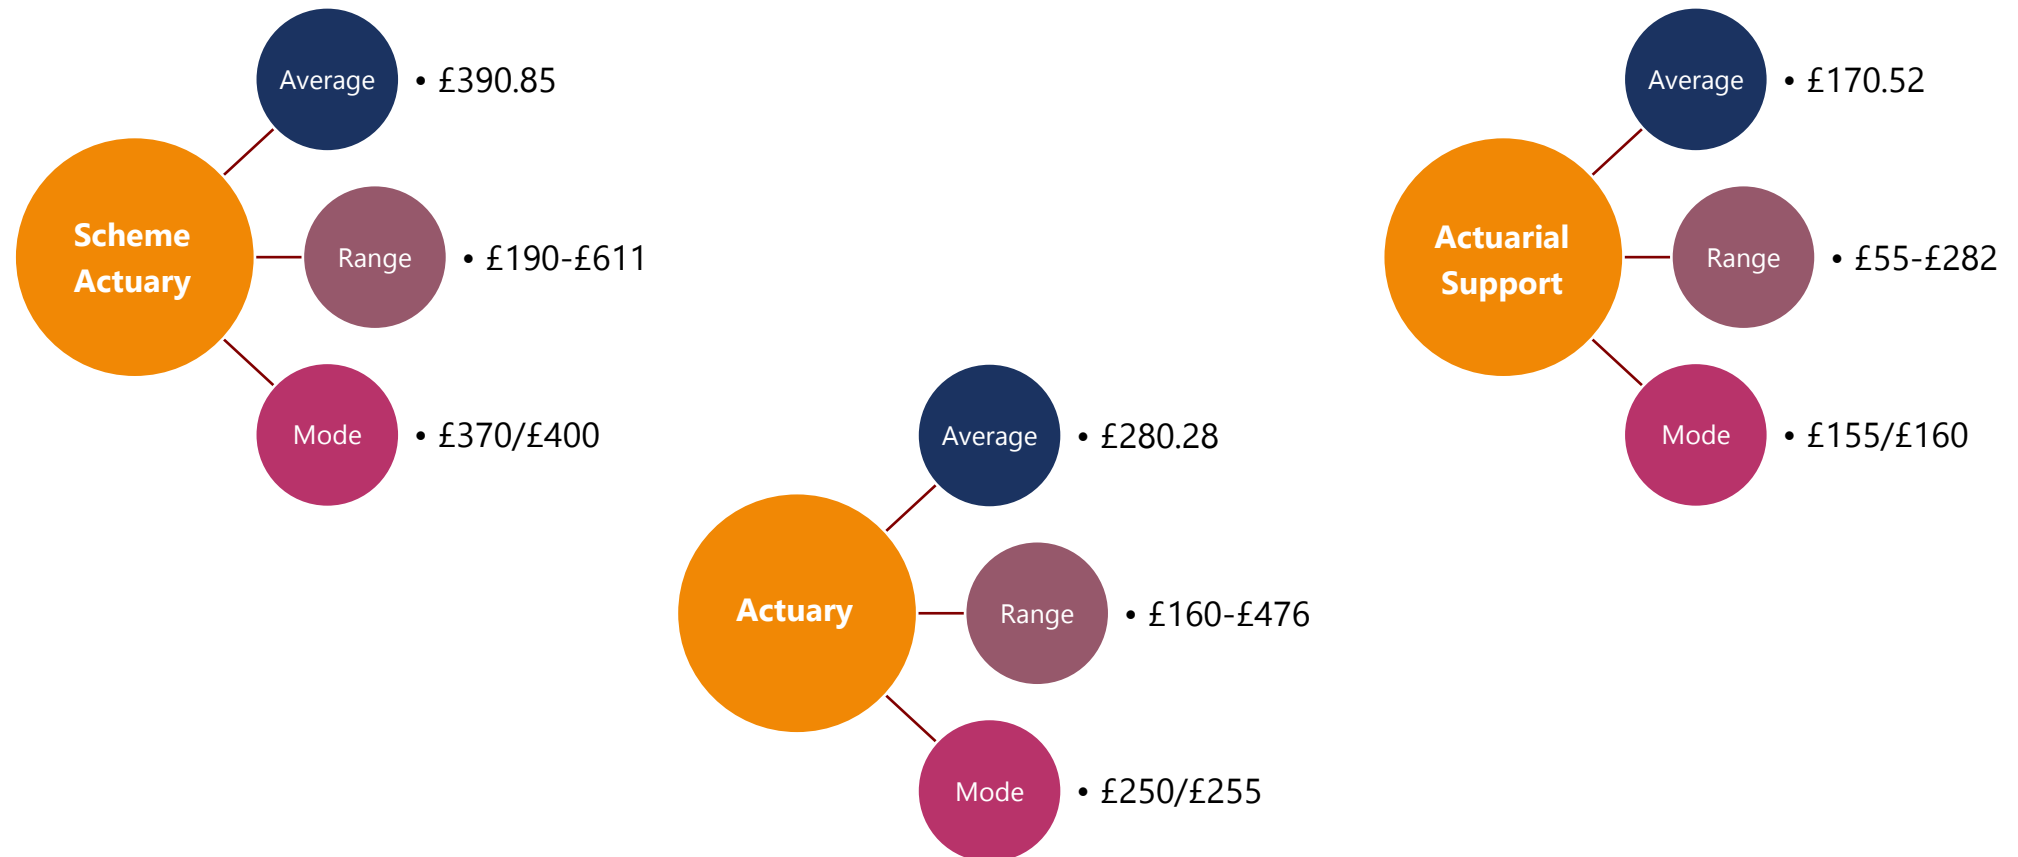 Scheme
Actuary
Average
• £390.85
Range
• £190-£611
Mode
• £370/£400
Actuary
Average
• £280.28
Range
• £160-£476
Mode
• £250/£255
Actuarial
Support
Average
• £170.52
Range
• £55-£282
Mode
• £155/£160